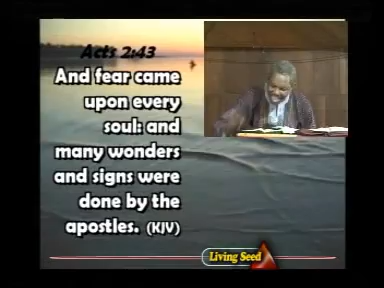 Acts 2:43
And fear came
upon every
soul: and
many wonders
and signs were
done by the
apostles. (KJV)
Living Seed